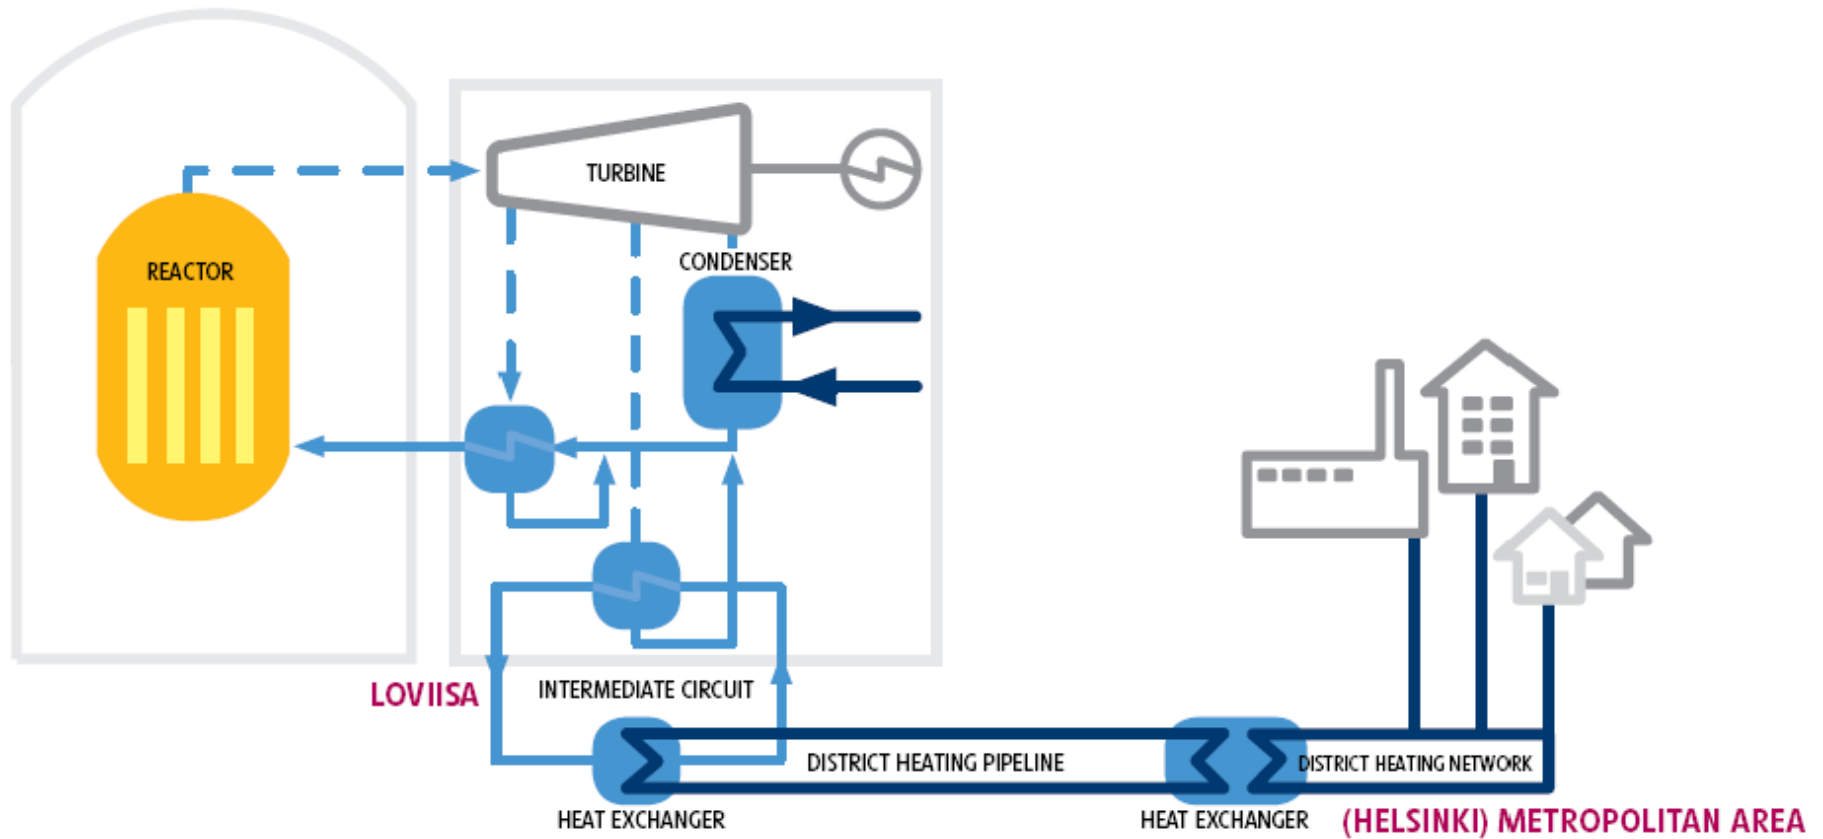 TURBINE
CONDENSER
REACTOR
LOVIISA
INTERMEDIATE CIRCUIT
DISTRICT HEATING PIPELINE
DISTRICT HEATING NETWORK
HEAT EXCHANGER
HEAT EXCHANGER
(HELSINKI) METROPOLITAN AREA